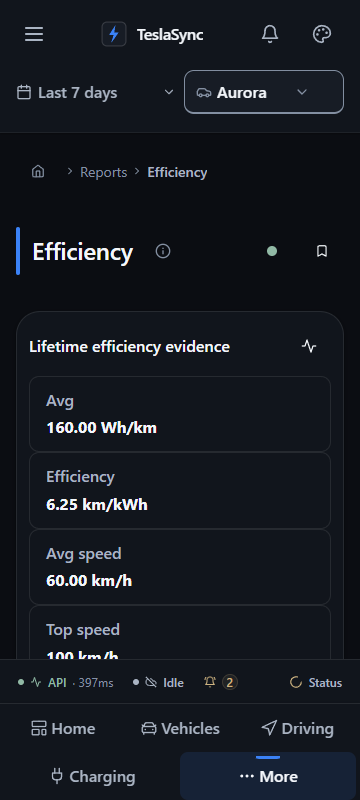 TeslaSync
Last 7 days
Aurora
Reports
Efficiency
Efficiency
Lifetime efficiency evidence
Avg
160.00 Wh/km
Efficiency
6.25 km/kWh
Avg speed
60.00 km/h
Top speed
100 km/h
API · 397ms
Idle
2
Status
Home
Vehicles
Driving
Charging
More